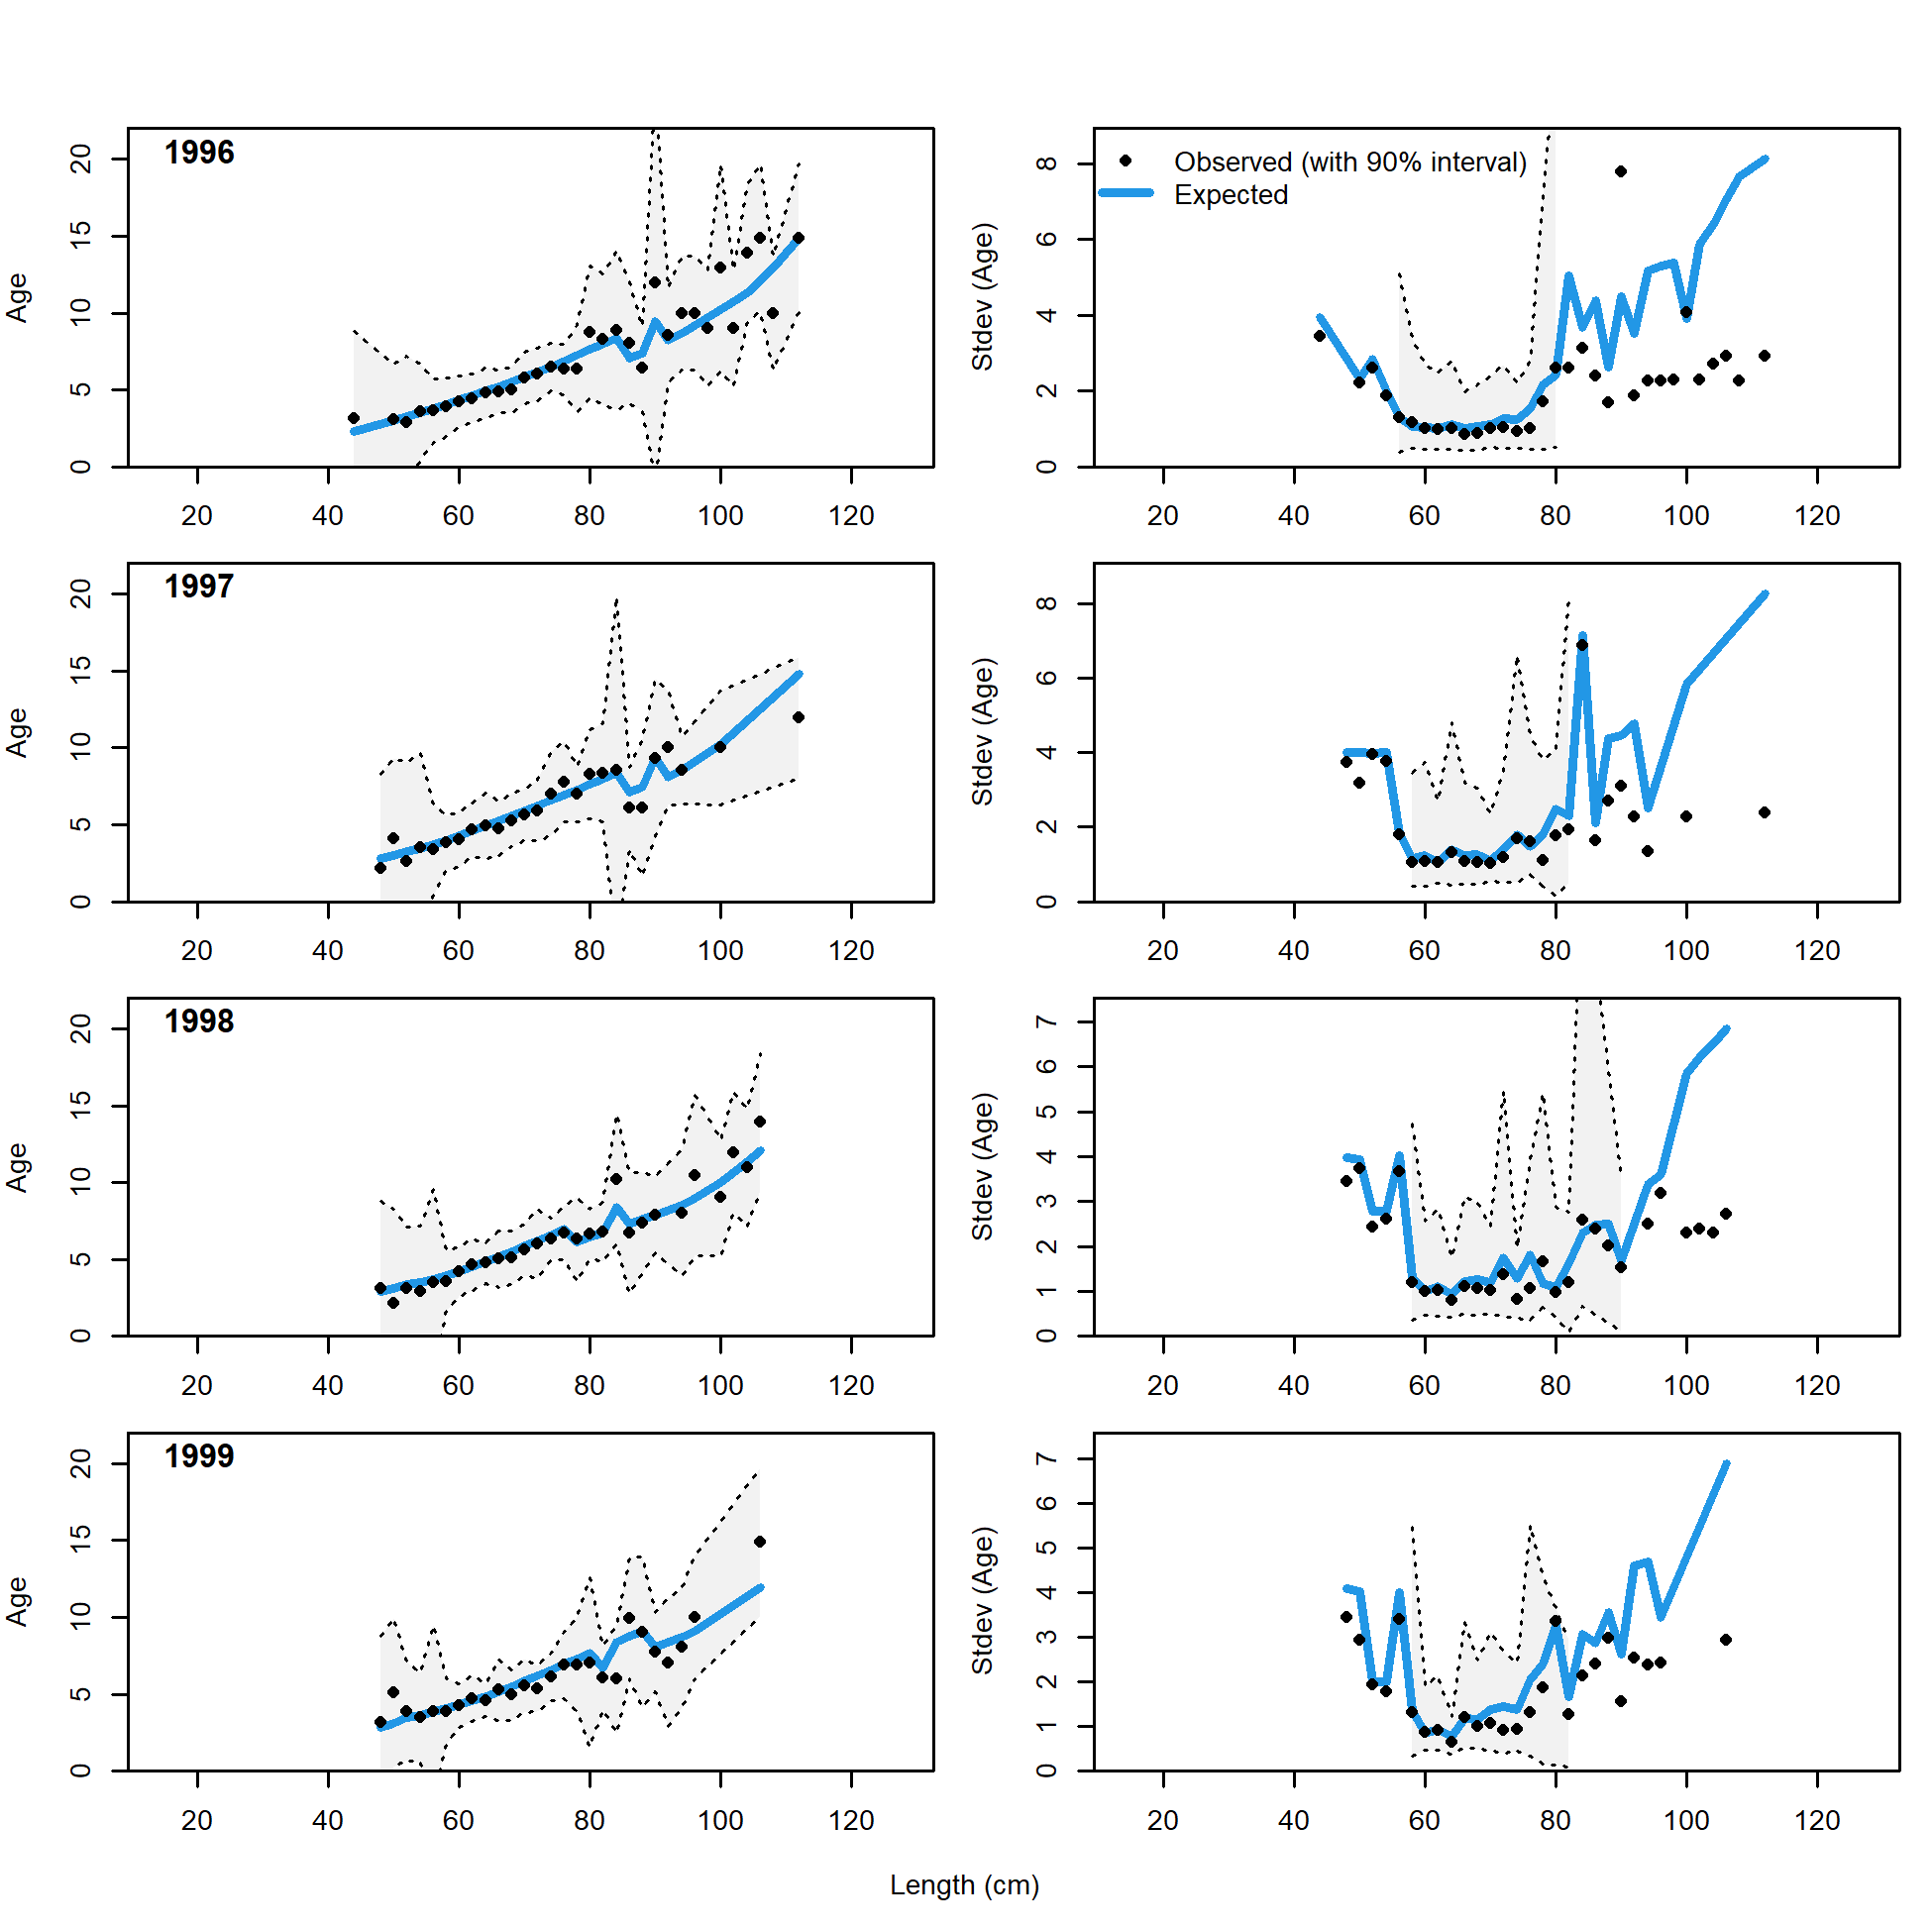 1996
Age
0 5 10 15 20
20 40 60 80 100 120
Observed (with 90% interval)
Expected
Stdev (Age)
0 2 4 6 8
20 40 60 80 100 120
1997
Age
0 5 10 15 20
20 40 60 80 100 120
Stdev (Age)
0 2 4 6 8
20 40 60 80 100 120
1998
Age
0 5 10 15 20
20 40 60 80 100 120
Stdev (Age)
0 1 2 3 4 5 6 7
20 40 60 80 100 120
1999
Age
0 5 10 15 20
20 40 60 80 100 120
Stdev (Age)
0 1 2 3 4 5 6 7
20 40 60 80 100 120
Length (cm)